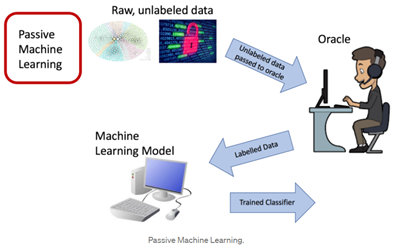 Passive
Machine
Learning
Raw, unlabeled data
Unlabeled data
passed to oracle
Oracle
Machine
Learning Model
Labelled Data
Trained Classifier
Passive Machine Learning.